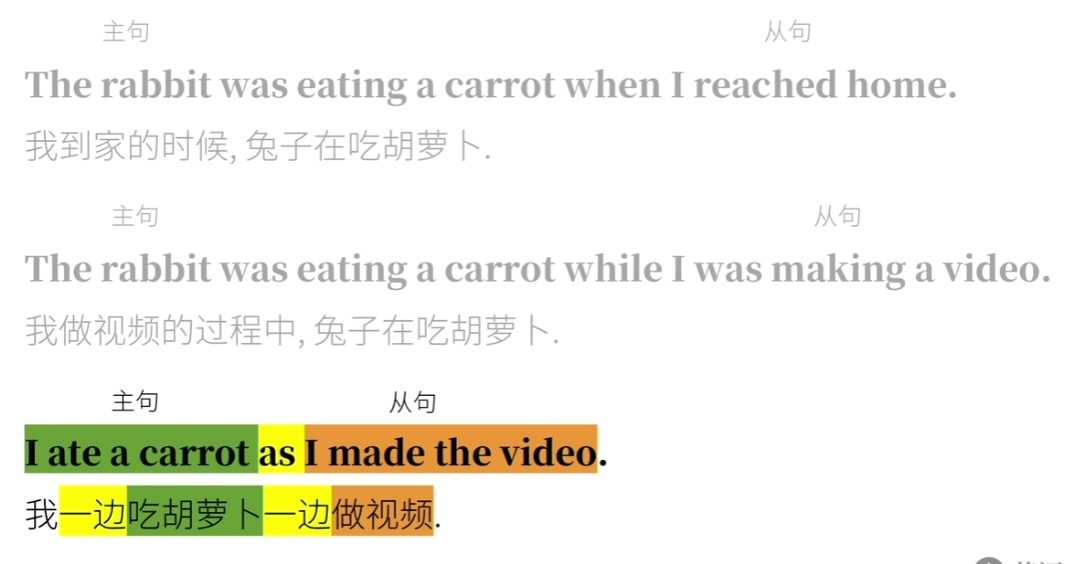 主句 从句
The rabbit was eating a carrot when I reached home.
我到家的时候, 兔子在吃胡萝卜.
主句 从句
The rabbit was eating a carrot while I was making a video.
我做视频的过程中, 兔子在吃胡萝卜.
主句 从句
I ate a carrot as I made the video.
我一边吃胡萝卜一边做视频.